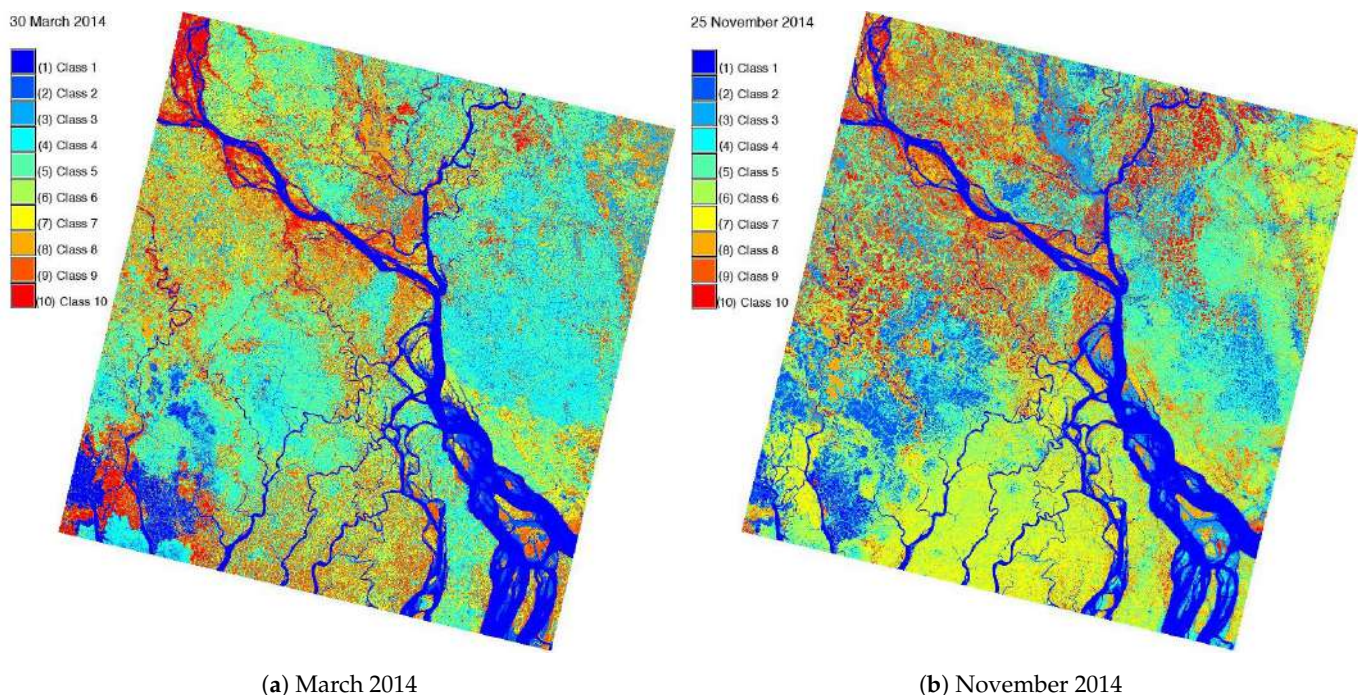 30 March 2014
(1) Class 1
(2) Class 2
(3) Class 3
(4) Class 4
(5) Class 5
(6) Class 6
(7) Class 7
(8) Class 8
(9) Class 9
(10) Class 10
(a) March 2014
25 November 2014
(1) Class 1
(2) Class 2
(3) Class 3
(4) Class 4
(5) Class 5
(6) Class 6
(7) Class 7
(8) Class 8
(9) Class 9
(10) Class 10
(b) November 2014